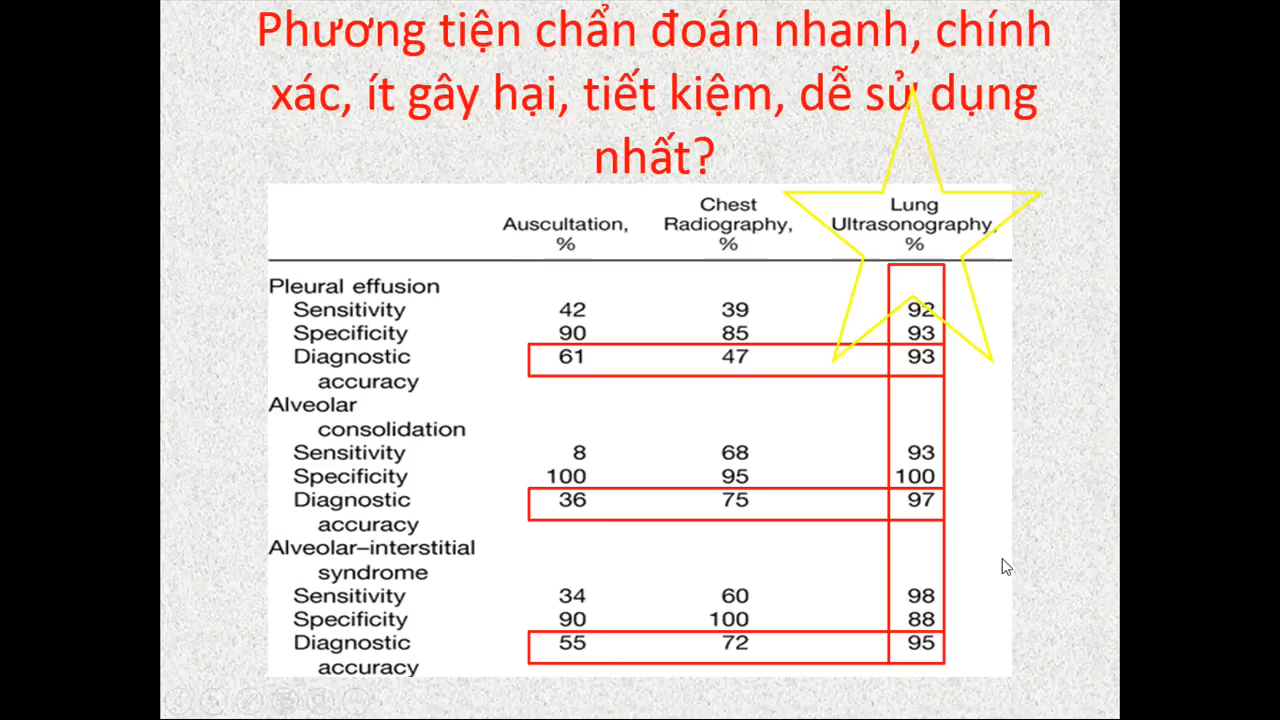 Phương tiện chẩn đoán nhanh, chính
xác, ít gây hại, tiết kiệm, dễ sử dụng
nhất?
Auscultation, % Chest Radiography, % Lung Ultrasonography, %
Pleural effusion
Sensitivity 42 39 92
Specificity 90 85 93
Diagnostic 61 47 93
accuracy
Alveolar
consolidation
Sensitivity 8 68 93
Specificity 100 95 100
Diagnostic 36 75 97
accuracy
Alveolar–interstitial
syndrome
Sensitivity 34 60 98
Specificity 90 100 88
Diagnostic 55 72 95
accuracy